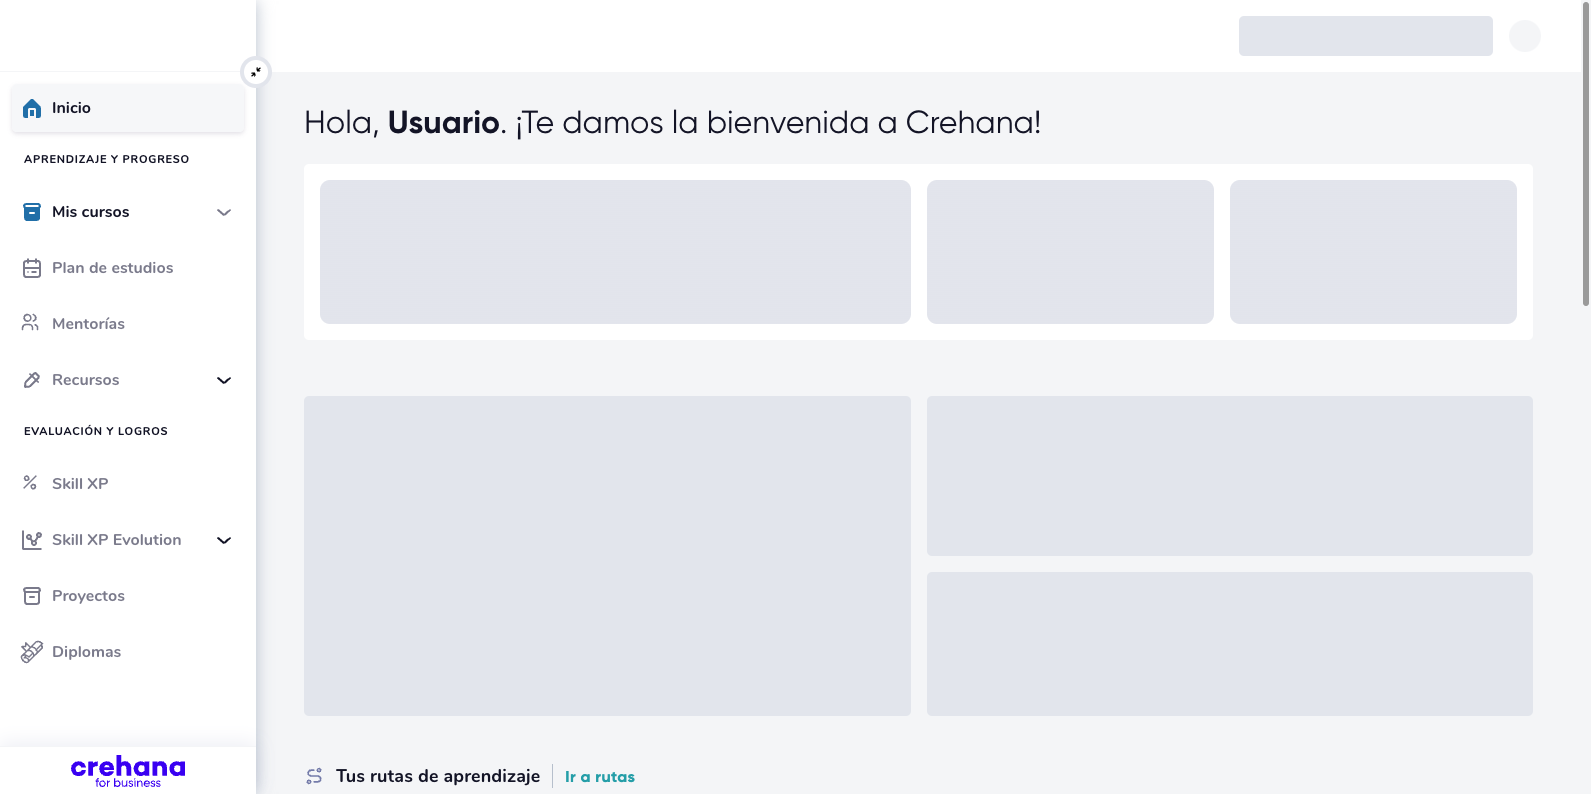 Inicio
APRENDIZAJE Y PROGRESO
Mis cursos
Plan de estudios
Mentorías
Recursos
EVALUACIÓN Y LOGROS
Skill XP
Skill XP Evolution
Proyectos
Diplomas
crehana
for business
Hola, Usuario. ¡Te damos la bienvenida a Crehana!
Tus rutas de aprendizaje Ir a rutas